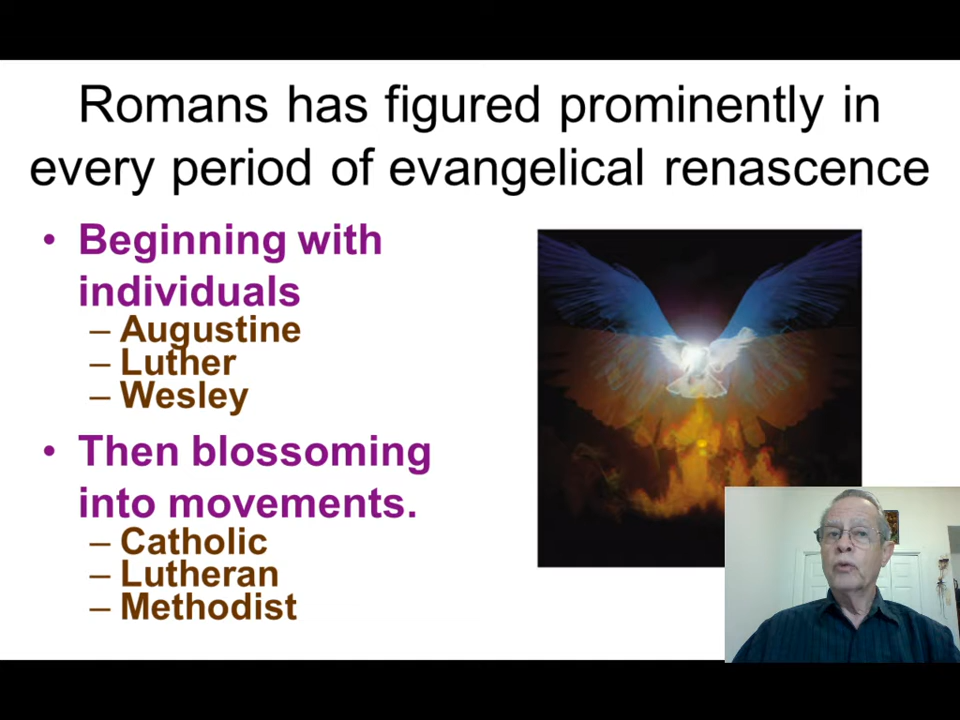 Romans has figured prominently in
every period of evangelical renascence
• Beginning with
individuals
– Augustine
– Luther
– Wesley
• Then blossoming
into movements.
– Catholic
– Lutheran
– Methodist